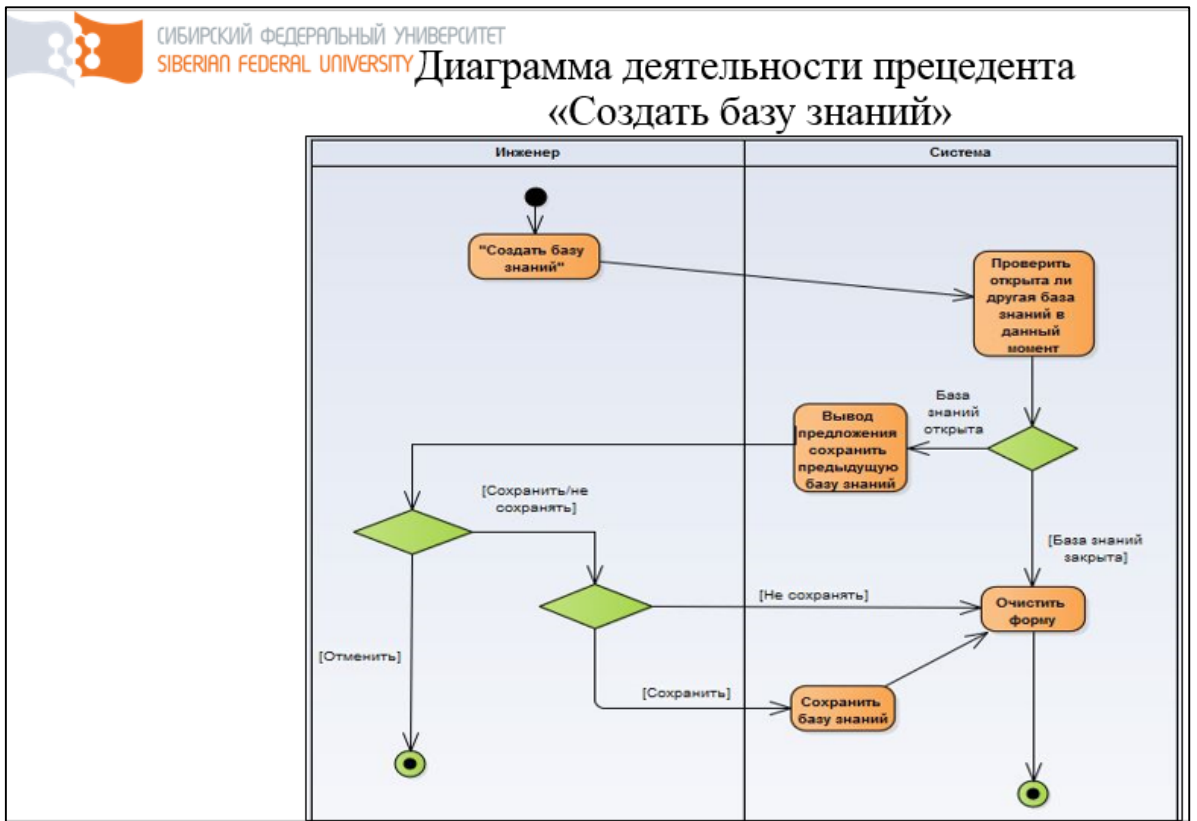 СИБИРСКИЙ ФЕДЕРАЛЬНЫЙ УНИВЕРСИТЕТ
SIBERIAN FEDERAL UNIVERSITY
Диаграмма деятельности прецедента
«Создать базу знаний»
Инженер
Система
"Создать базу
знаний"
Проверить
открыта ли
другая база
знаний в
данный
момент
База
знаний
открыта
Вывод
предложения
сохранить
предыдущую
базу знаний
[Сохранить/не
сохранять]
[База знаний
закрыта]
[Не сохранять]
Очистить
форму
[Отменить]
[Сохранить]
Сохранить
базу знаний